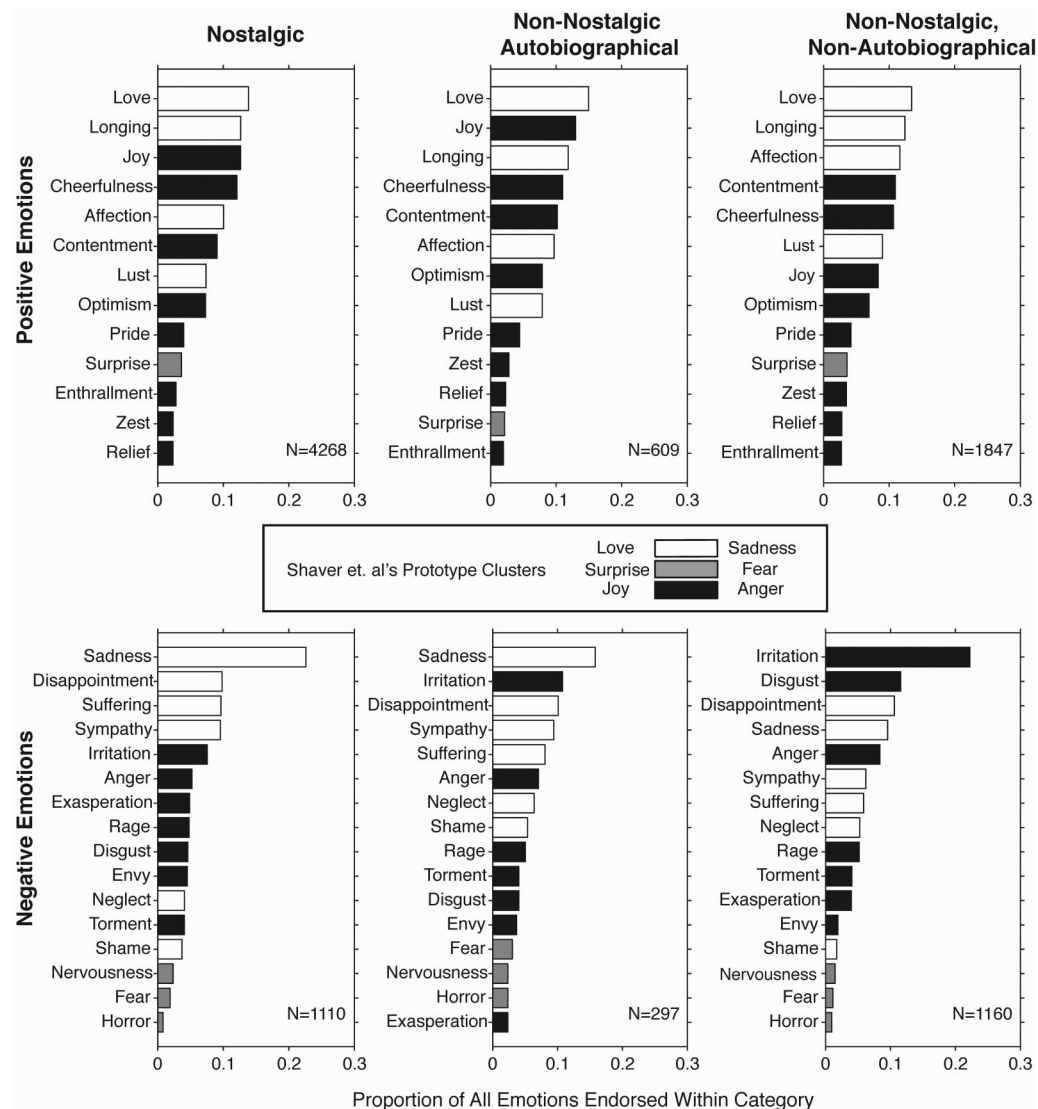 Nostalgic
Non-Nostalgic
Autobiographical
Non-Nostalgic,
Non-Autobiographical
Positive Emotions
Love
Longing
Joy
Cheerfulness
Affection
Contentment
Lust
Optimism
Pride
Surprise
Enthrallment
Zest
Relief
N=4268
0 0.1 0.2 0.3
Love
Joy
Longing
Cheerfulness
Contentment
Affection
Optimism
Lust
Pride
Zest
Relief
Surprise
Enthrallment
N=609
0 0.1 0.2 0.3
Love
Longing
Affection
Contentment
Cheerfulness
Lust
Joy
Optimism
Pride
Surprise
Zest
Relief
Enthrallment
N=1847
0 0.1 0.2 0.3
Shaver et. al's Prototype Clusters
Love Sadness
Surprise Fear
Joy Anger
Negative Emotions
Sadness
Disappointment
Suffering
Sympathy
Irritation
Anger
Exasperation
Rage
Disgust
Envy
Neglect
Torment
Shame
Nervousness
Fear
Horror
N=1110
0 0.1 0.2 0.3
Sadness
Irritation
Disappointment
Sympathy
Suffering
Anger
Neglect
Shame
Rage
Torment
Disgust
Envy
Fear
Nervousness
Horror
Exasperation
N=297
0 0.1 0.2 0.3
Irritation
Disgust
Disappointment
Sadness
Anger
Sympathy
Suffering
Neglect
Rage
Torment
Exasperation
Envy
Shame
Nervousness
Fear
Horror
N=1160
0 0.1 0.2 0.3
Proportion of All Emotions Endorsed Within Category